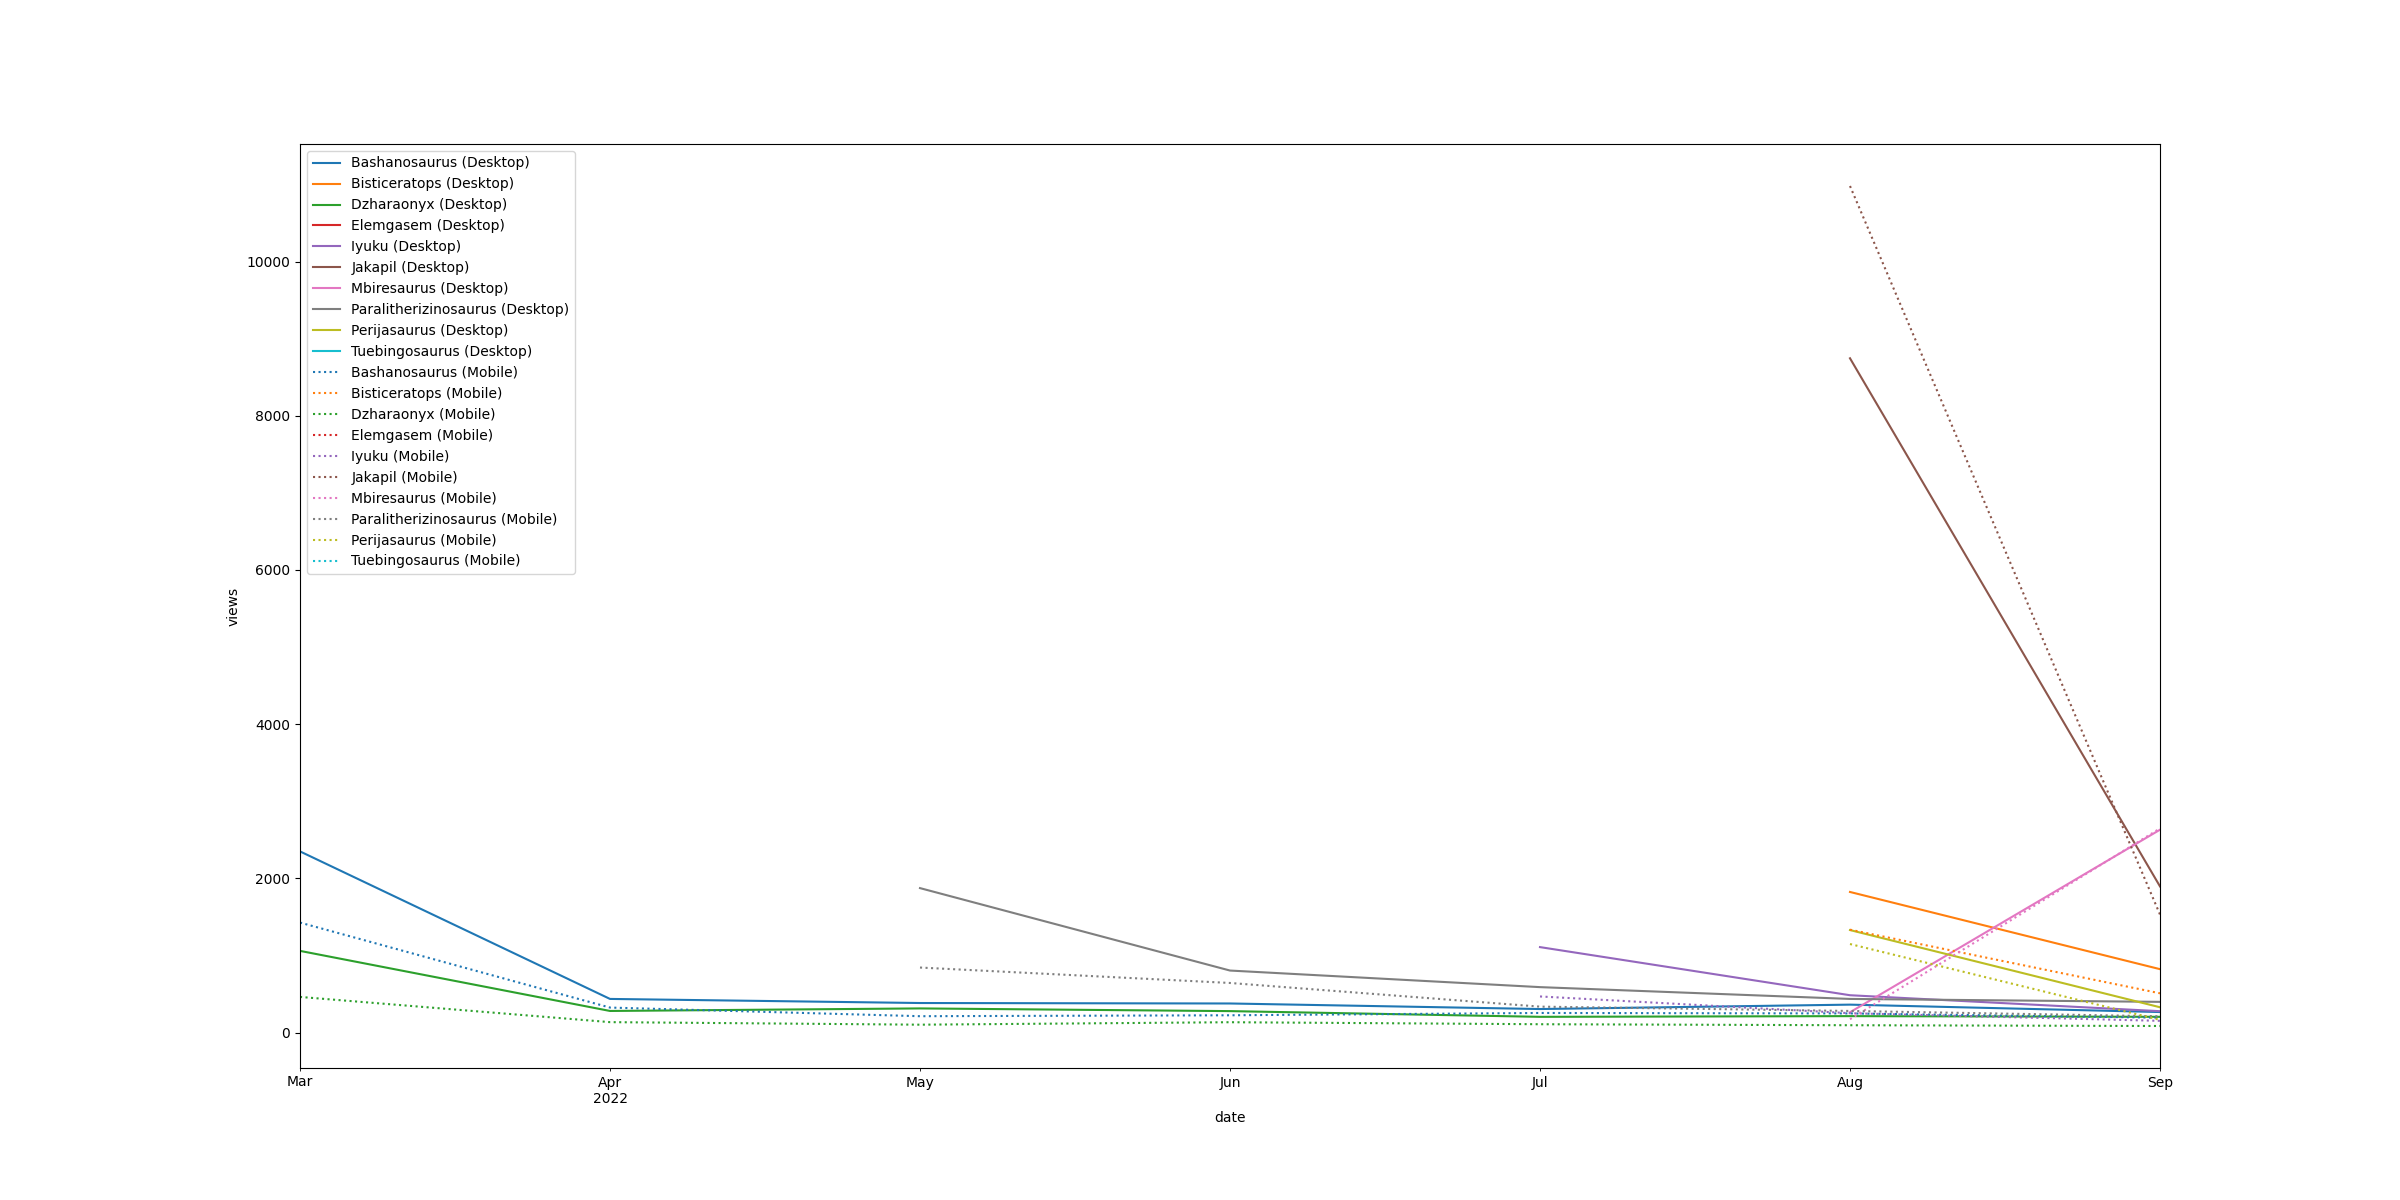 Bashanosaurus (Desktop)
Bisticeratops (Desktop)
Dzharaonyx (Desktop)
Elemgasem (Desktop)
Iyuku (Desktop)
Jakapil (Desktop)
Mbiresaurus (Desktop)
Paralitherizinosaurus (Desktop)
Perijasaurus (Desktop)
Tuebingosaurus (Desktop)
Bashanosaurus (Mobile)
Bisticeratops (Mobile)
Dzharaonyx (Mobile)
Elemgasem (Mobile)
Iyuku (Mobile)
Jakapil (Mobile)
Mbiresaurus (Mobile)
Paralitherizinosaurus (Mobile)
Perijasaurus (Mobile)
Tuebingosaurus (Mobile)
10000
8000
6000
4000
2000
0
views
Mar Apr May Jun Jul Aug Sep
2022
date